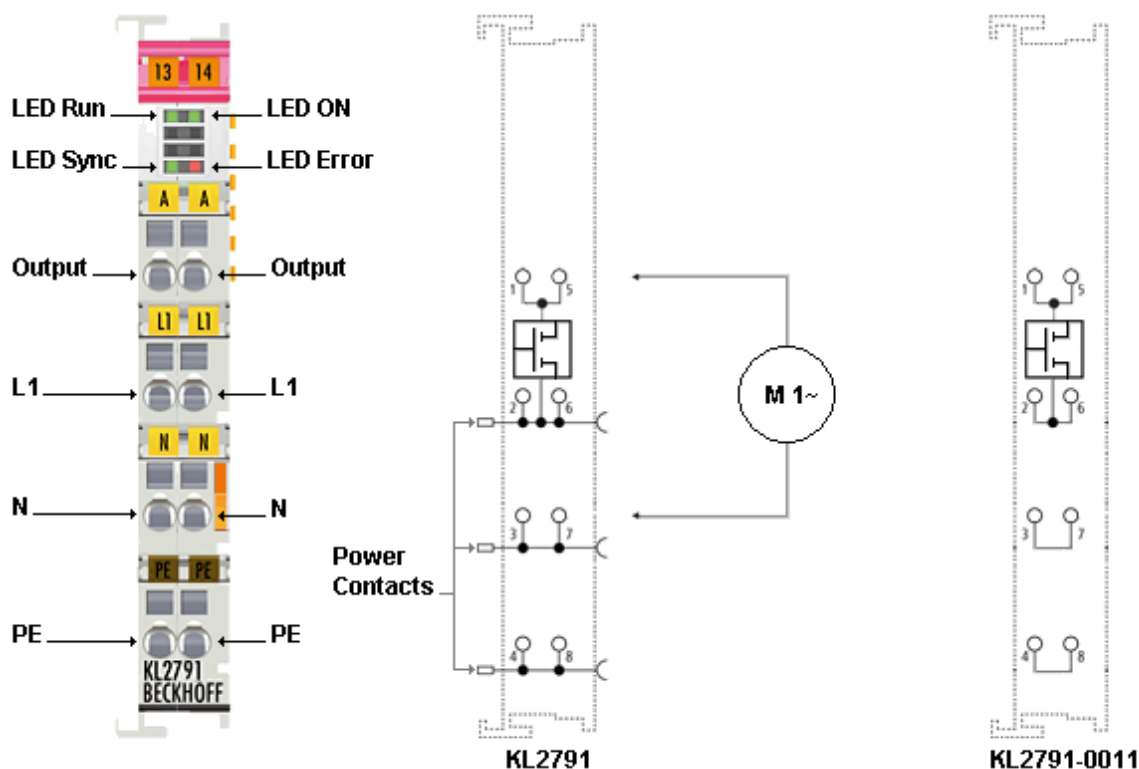 13 14
LED Run LED ON
LED Sync LED Error
A A
Output Output
L1 L1
L1 L1
N N
N N
PE PE
PE PE
KL2791
BECKHOFF
1 5
2 6
3 7
4 8
Power
Contacts
M 1~
KL2791
1 5
2 6
3 7
4 8
KL2791-0011